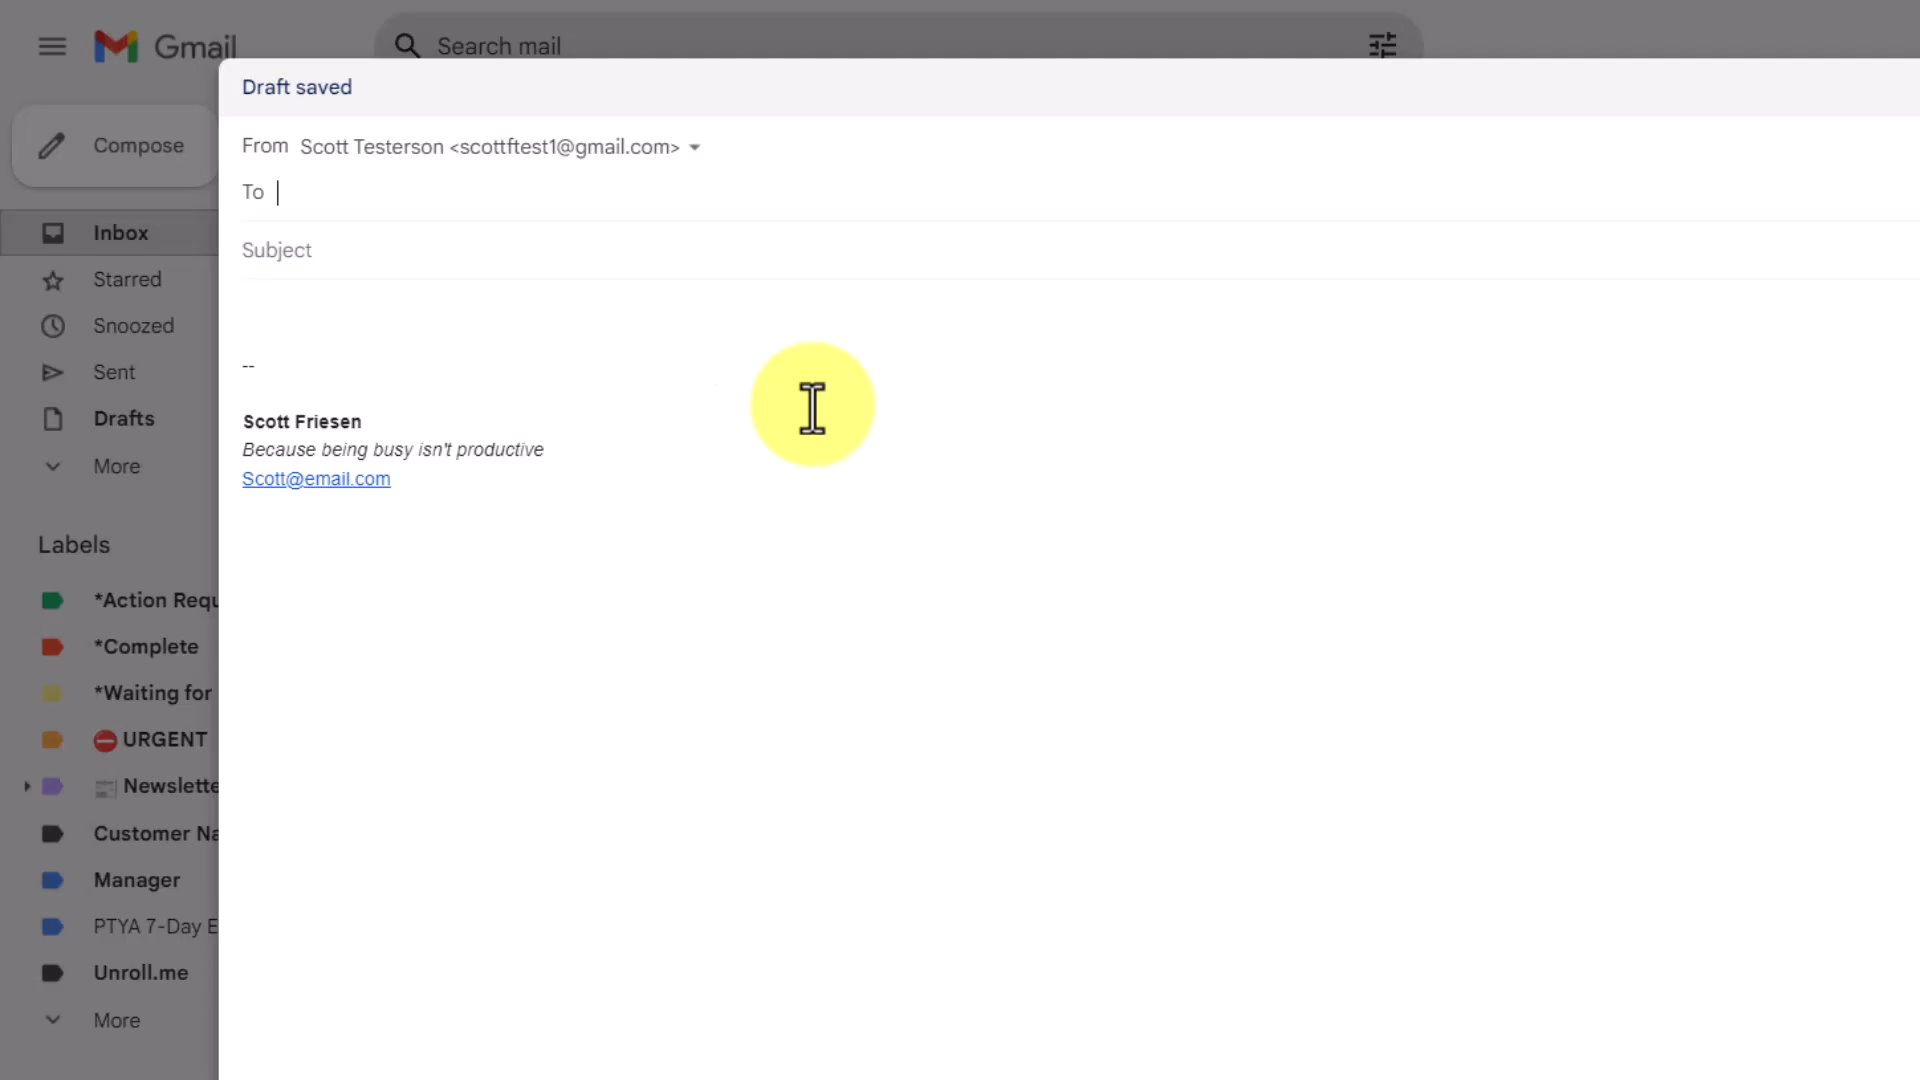 Gmail
Search mail
Draft saved
Compose
From Scott Testerson <scottftest1@gmail.com>
To
Inbox
Subject
Starred
Snoozed
--
Sent
Drafts
Scott Friesen
Because being busy isn't productive
More
Scott@email.com
Labels
*Action Requ
*Complete
*Waiting for
URGENT
Newslette
Customer Na
Manager
PTYA 7-Day E
Unroll.me
More